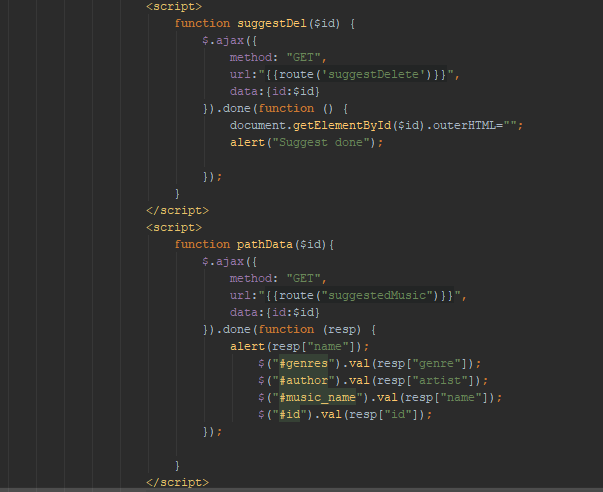 <script>
function suggestDel($id) {
$.ajax({
method: "GET",
url:"{{route('suggestDelete')}}",
data:{id:$id}
}).done(function () {
document.getElementById($id).outerHTML="";
alert("Suggest done");
});
}
</script>
<script>
function pathData($id){
$.ajax({
method: "GET",
url:"{{route("suggestedMusic")}}",
data:{id:$id}
}).done(function (resp) {
alert(resp["name"]);
$("#genres").val(resp["genre"]);
$("#author").val(resp["artist"]);
$("#music_name").val(resp["name"]);
$("#id").val(resp["id"]);
});
}
</script>